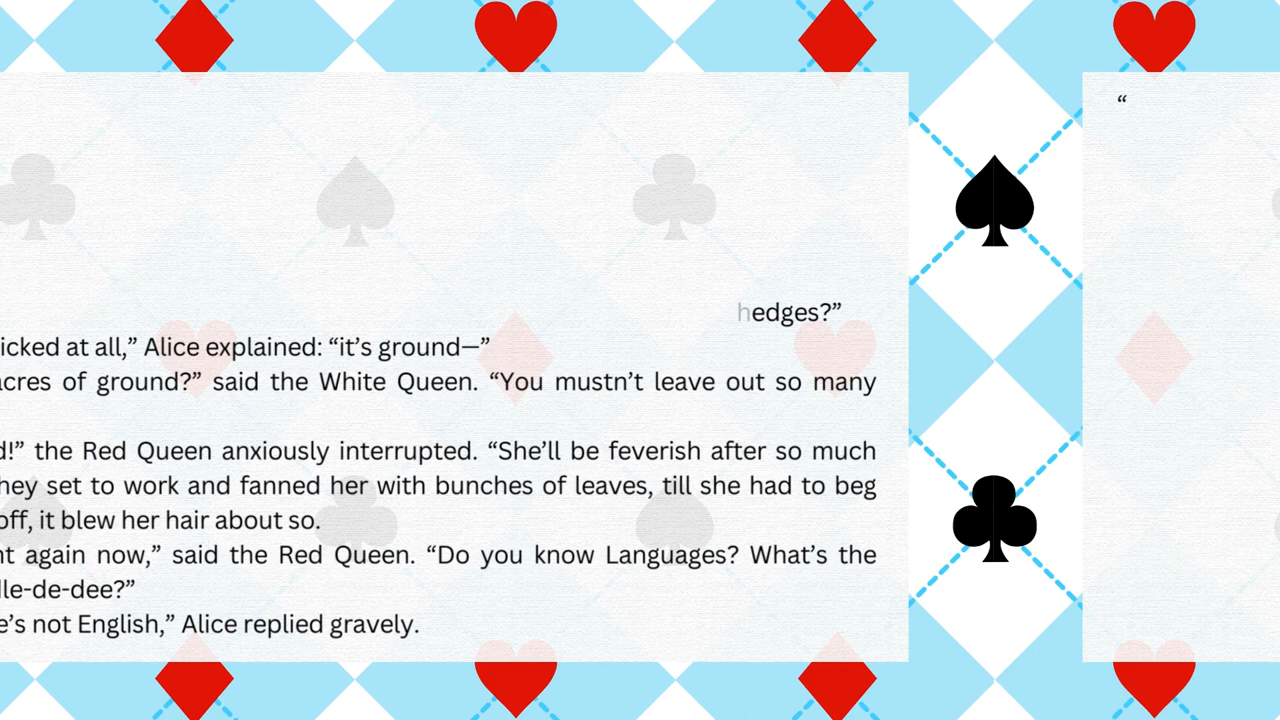 hedges?”
icked at all,” Alice explained: “it’s ground—”
acres of ground?” said the White Queen. “You mustn’t leave out so many
d!” the Red Queen anxiously interrupted. “She’ll be feverish after so much
hey set to work and fanned her with bunches of leaves, till she had to beg
off, it blew her hair about so.
nt again now,” said the Red Queen. “Do you know Languages? What’s the
dle-de-dee?”
e’s not English,” Alice replied gravely.
“